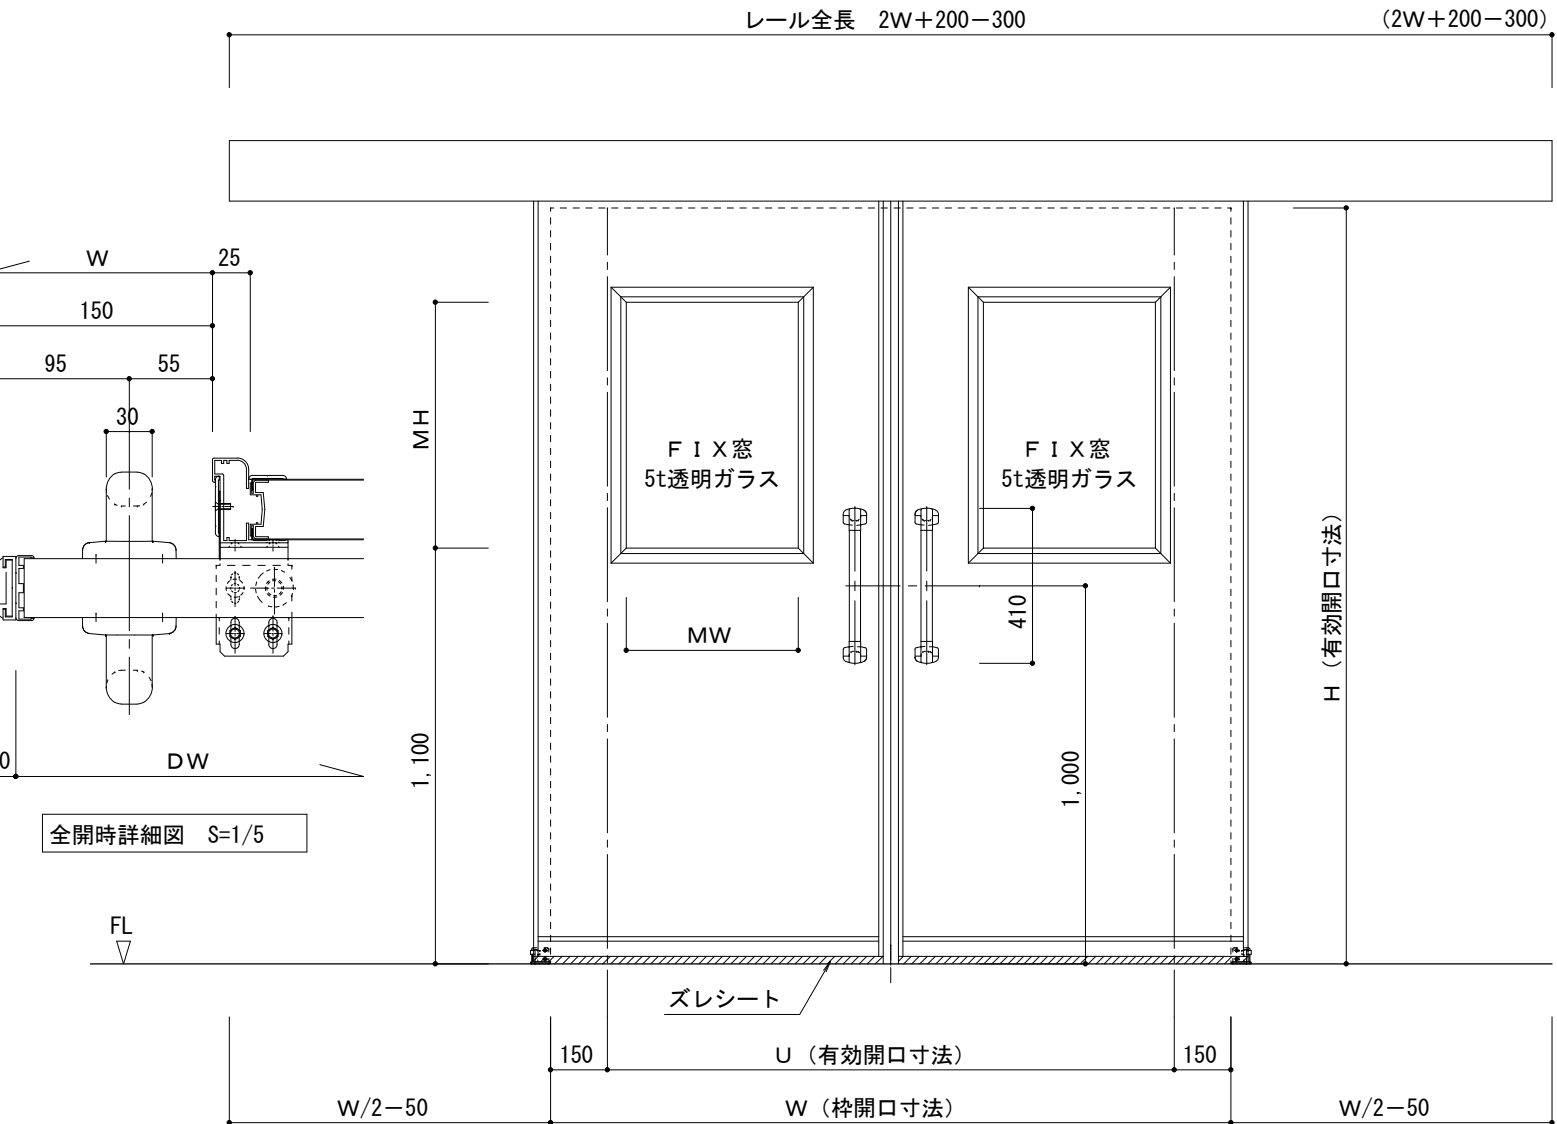 レール全長　2W＋200－300
(2W＋200－300)
W
25
150
95
55
30
MH
FIX窓
5t透明ガラス
FIX窓
5t透明ガラス
H（有効開口寸法）
410
MW
1,100
1,000
0
DW
全開時詳細図　S=1/5
FL
ズレシート
150
U（有効開口寸法）
150
W/2－50
W（枠開口寸法）
W/2－50